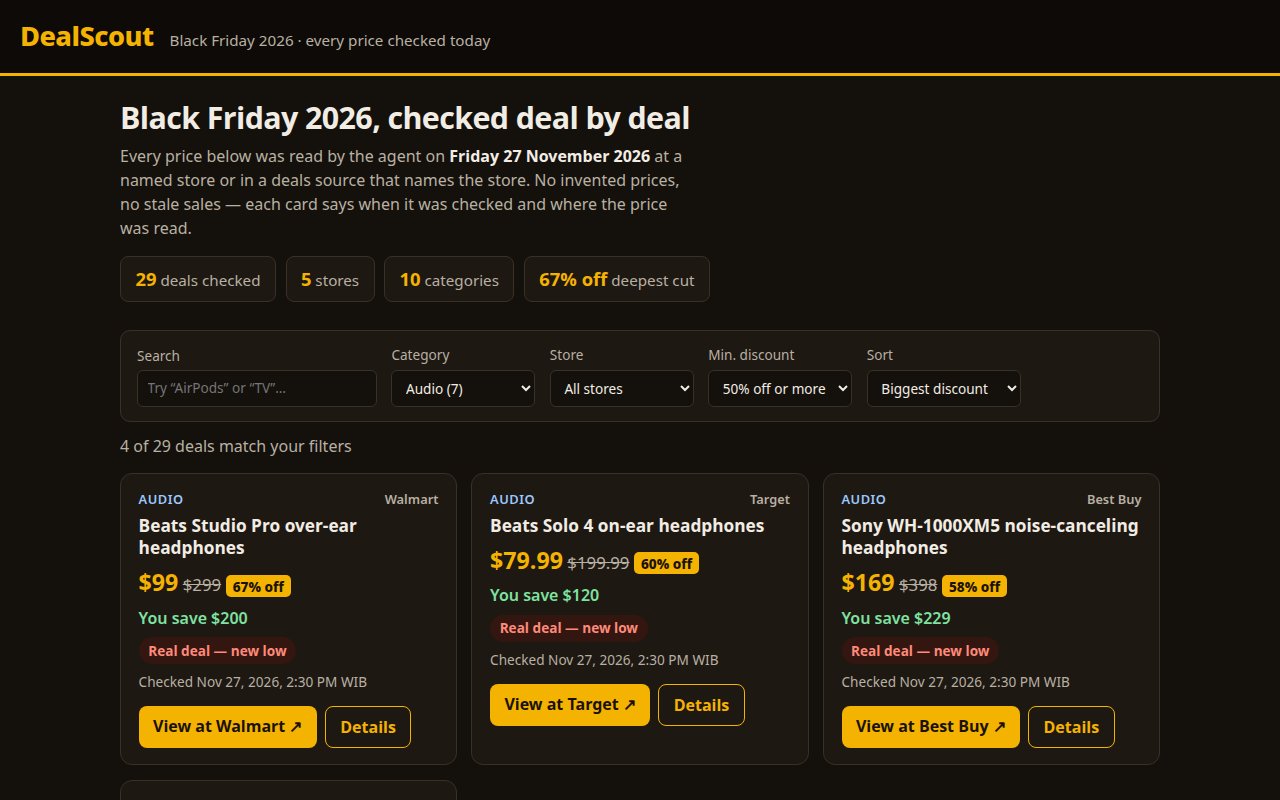 DealScout Black Friday 2026 · every price checked today
Black Friday 2026, checked deal by deal
Every price below was read by the agent on Friday 27 November 2026 at a
named store or in a deals source that names the store. No invented prices,
no stale sales — each card says when it was checked and where the price
was read.
29 deals checked
5 stores
10 categories
67% off deepest cut
Search
Category
Store
Min. discount
Sort
Try “AirPods” or “TV”…
Audio (7)
All stores
50% off or more
Biggest discount
4 of 29 deals match your filters
AUDIO
Walmart
Beats Studio Pro over-ear
headphones
$99 $299 67% off
You save $200
Real deal — new low
Checked Nov 27, 2026, 2:30 PM WIB
View at Walmart ↗
Details
AUDIO
Target
Beats Solo 4 on-ear headphones
$79.99 $199.99 60% off
You save $120
Real deal — new low
Checked Nov 27, 2026, 2:30 PM WIB
View at Target ↗
Details
AUDIO
Best Buy
Sony WH-1000XM5 noise-canceling
headphones
$169 $398 58% off
You save $229
Real deal — new low
Checked Nov 27, 2026, 2:30 PM WIB
View at Best Buy ↗
Details